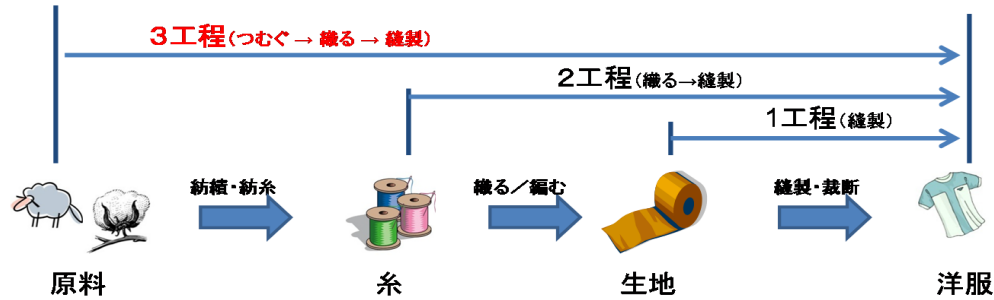 3工程(つむぐ → 織る → 縫製)
2工程(織る→縫製)
1工程(縫製)
紡績・紡糸
織る／編む
縫製・裁断
原料
糸
生地
洋服